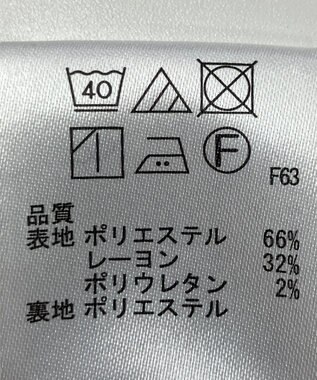 40
F
F63
品質
表地 ポリエステル 66%
レーヨン 32%
ポリウレタン 2%
裏地 ポリエステル